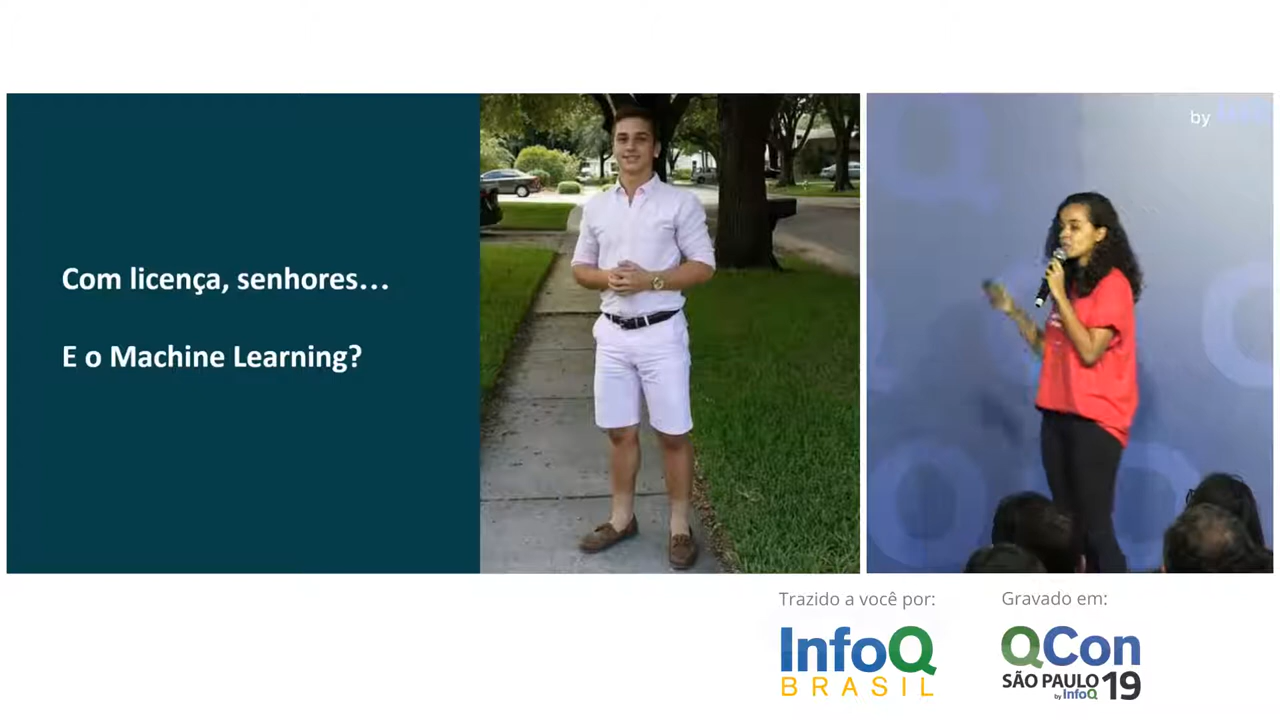 Com licença, senhores...
E o Machine Learning?
by
Trazido a você por:
Gravado em:
InfoQ
BRASIL
QCon
SÃO PAULO 19
by InfoQ